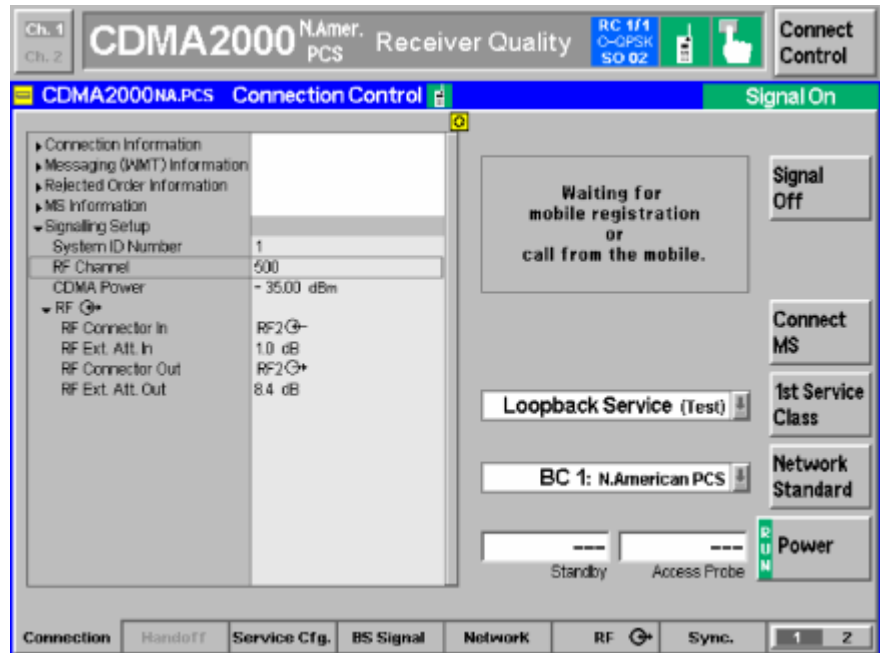 Ch. 1
Ch. 2
CDMA2000 N.Amer. PCS Receiver Quality
RC 1/1
O-QPSK
SO 02
Connect Control
CDMA2000NA.PCS Connection Control
Signal On
Connection Information
Messaging (WMT) Information
Rejected Order Information
MS Information
Signalling Setup
System ID Number 1
RF Channel 500
CDMA Power - 35.00 dBm
RF
RF Connector In RF2
RF Ext. Att. In 1.0 dB
RF Connector Out RF2
RF Ext. Att. Out 8.4 dB
Waiting for
mobile registration
or
call from the mobile.
Signal Off
Connect MS
Loopback Service (Test)
1st Service Class
BC 1: N.American PCS
Network Standard
---
---
Standby
Access Probe
RUN
Power
Connection Handoff Service Cfg. BS Signal Network RF Sync. 1 2